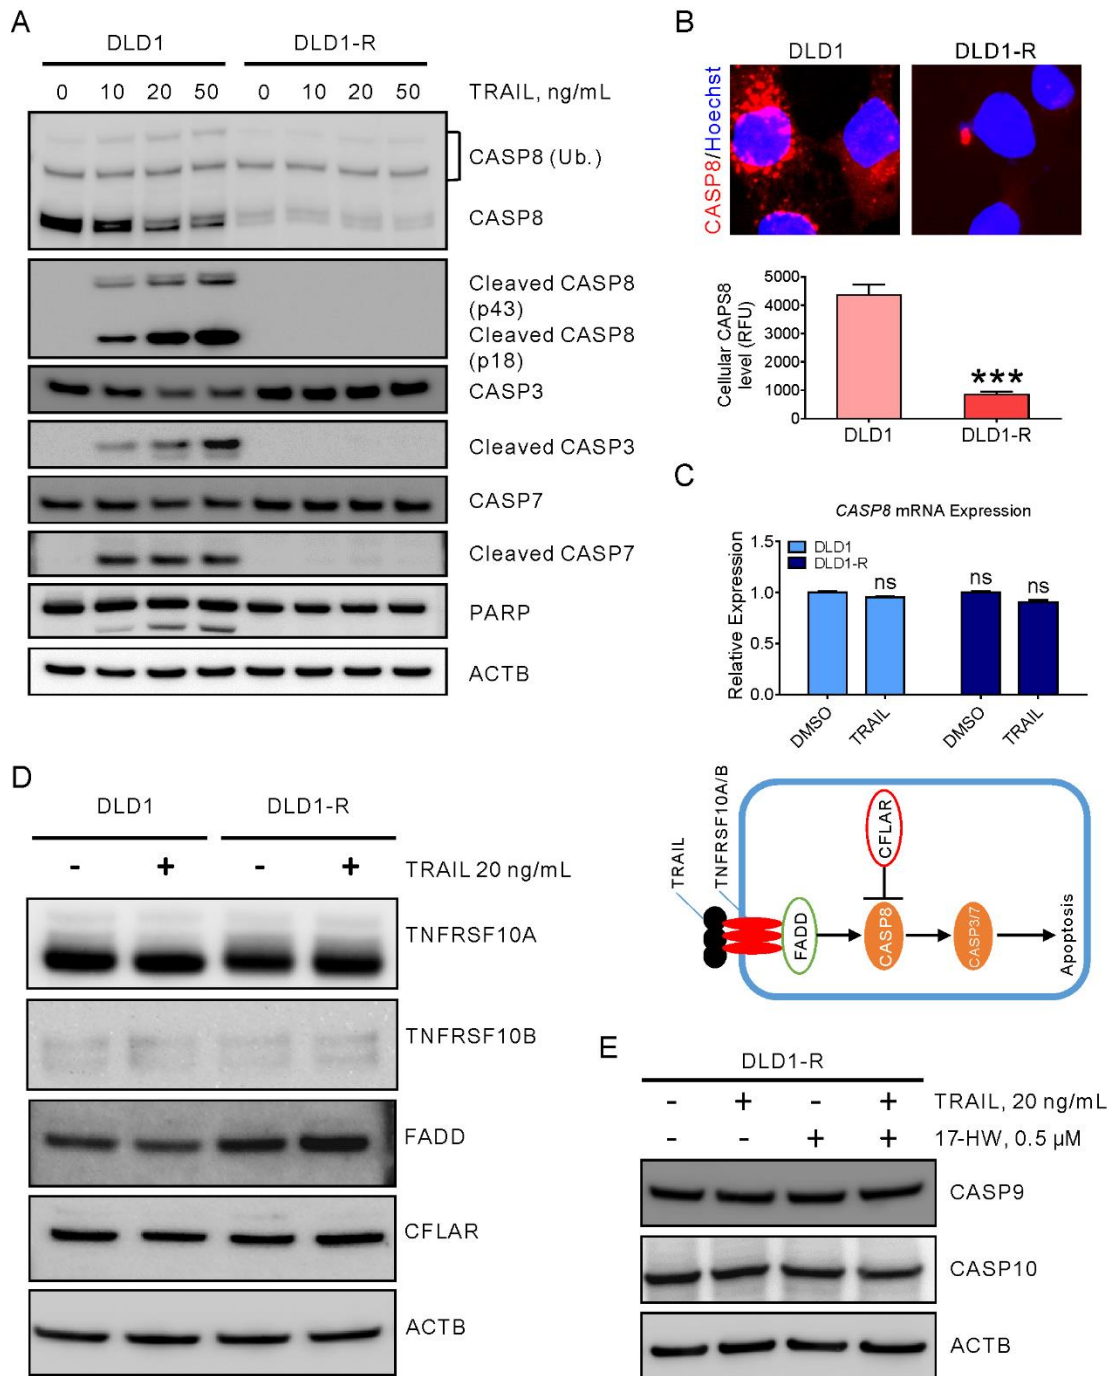 A
DLD1 DLD1-R
0 10 20 50 0 10 20 50 TRAIL, ng/mL
CASP8 (Ub.)
CASP8
Cleaved CASP8
(p43)
Cleaved CASP8
(p18)
CASP3
Cleaved CASP3
CASP7
Cleaved CASP7
PARP
ACTB
B
DLD1 DLD1-R
CASP8/Hoechst
Cellular CAPS8
level (RFU)
5000
4000
3000
2000
1000
0
***
DLD1 DLD1-R
C
CASP8 mRNA Expression
Relative Expression
1.5
1.0
0.5
0.0
DLD1
DLD1-R
ns ns ns
DMSO TRAIL DMSO TRAIL
TRAIL
TNFRSF10A/B
FADD
CFLAR
CASP8
CASP3/7
Apoptosis
D
DLD1 DLD1-R
- + - + TRAIL 20 ng/mL
TNFRSF10A
TNFRSF10B
FADD
CFLAR
ACTB
E
DLD1-R
- + - + TRAIL, 20 ng/mL
- - + + 17-HW, 0.5 µM
CASP9
CASP10
ACTB